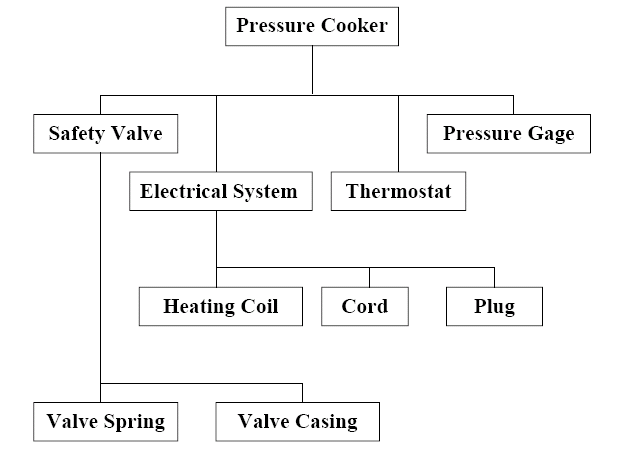 Pressure Cooker
Safety Valve
Pressure Gage
Electrical System
Thermostat
Heating Coil
Cord
Plug
Valve Spring
Valve Casing